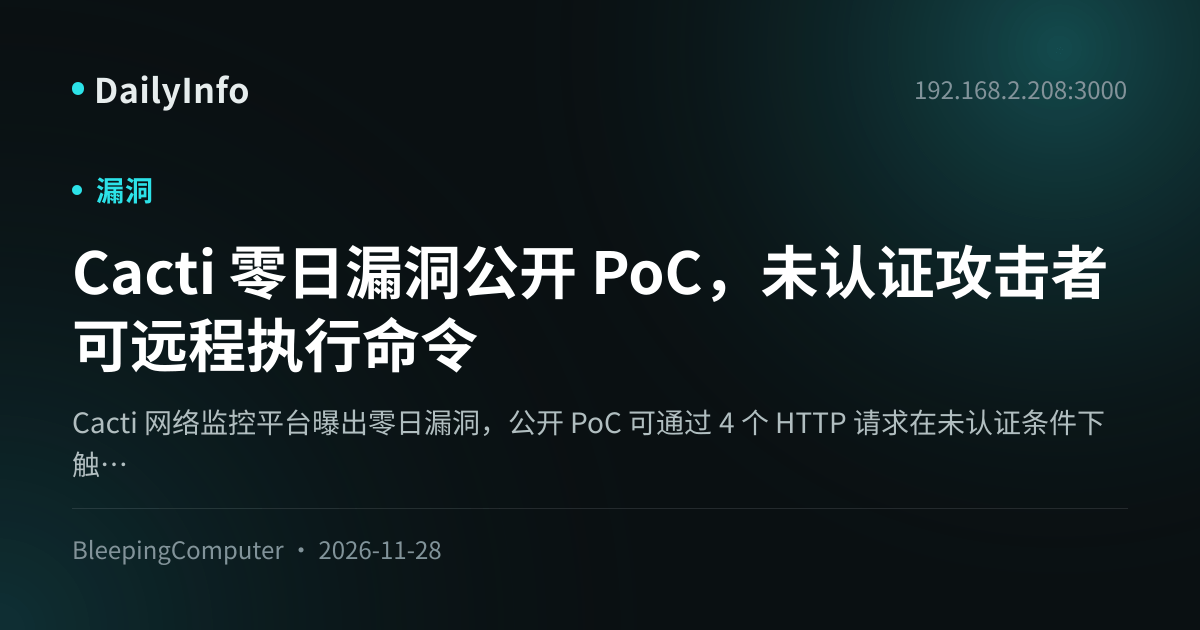 DailyInfo
192.168.2.208:3000
漏洞
Cacti 零日漏洞公开 PoC，未认证攻击者
可远程执行命令
Cacti 网络监控平台曝出零日漏洞，公开 PoC 可通过 4 个 HTTP 请求在未认证条件下
触…
BleepingComputer · 2026-11-28